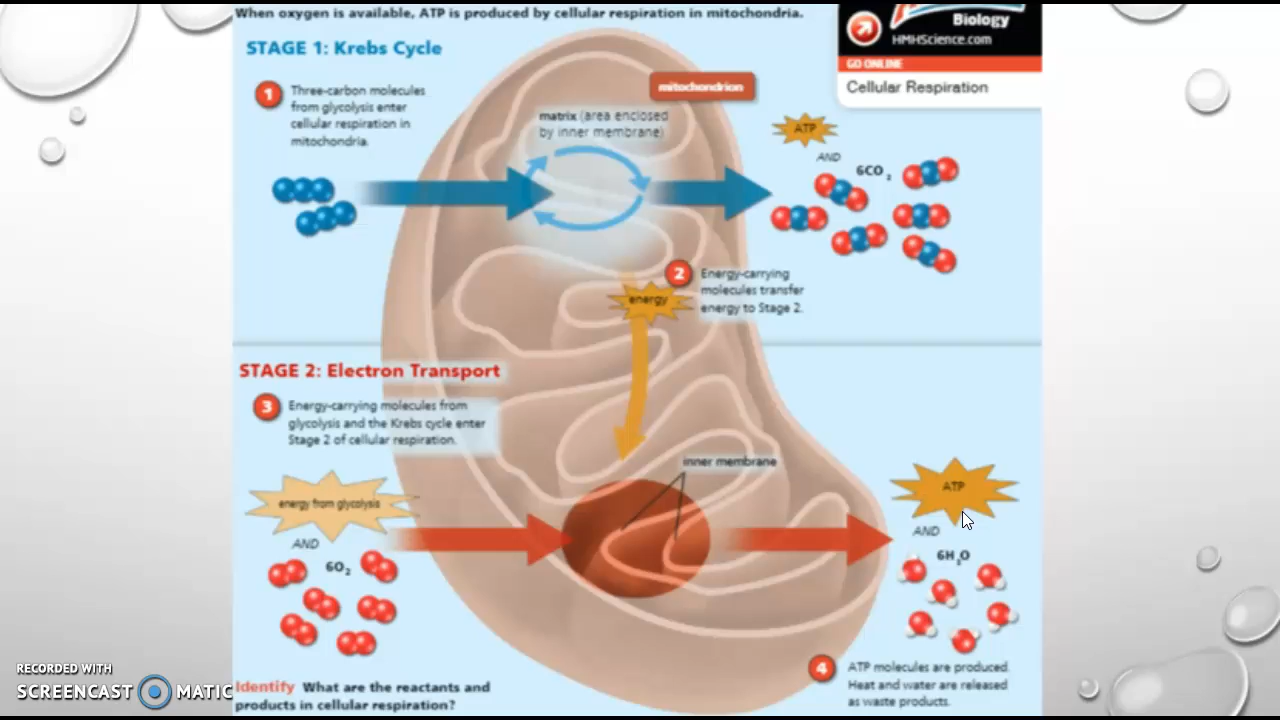 When oxygen is available, ATP is produced by cellular respiration in mitochondria.
Biology
HMHScience.com
GO ONLINE
Cellular Respiration
STAGE 1: Krebs Cycle
1
Three-carbon molecules
from glycolysis enter
cellular respiration in
mitochondria.
mitochondrion
matrix (area enclosed
by inner membrane)
ATP
AND
6CO₂
2
Energy-carrying
molecules transfer
energy to Stage 2.
energy
STAGE 2: Electron Transport
3
Energy-carrying molecules from
glycolysis and the Krebs cycle enter
Stage 2 of cellular respiration.
energy from glycolysis
AND
6O₂
inner membrane
ATP
AND
6H₂O
4
ATP molecules are produced.
Heat and water are released
as waste products.
Identify What are the reactants and
products in cellular respiration?
RECORDED WITH
SCREENCAST MATIC